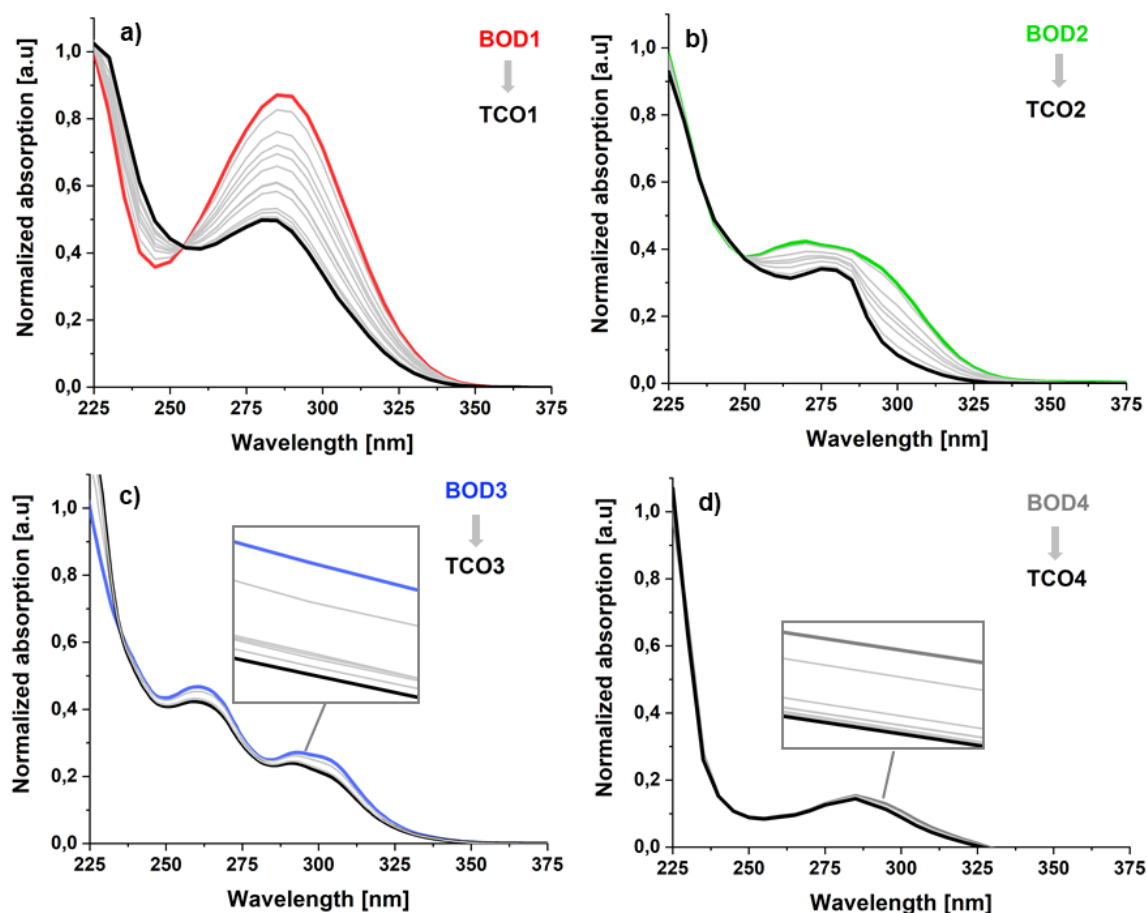 a)
BOD1
TCO1
Normalized absorption [a.u]
1,0
0,8
0,6
0,4
0,2
0,0
225 250 275 300 325 350 375
Wavelength [nm]
b)
BOD2
TCO2
Normalized absorption [a.u]
1,0
0,8
0,6
0,4
0,2
0,0
225 250 275 300 325 350 375
Wavelength [nm]
c)
BOD3
TCO3
Normalized absorption [a.u]
1,0
0,8
0,6
0,4
0,2
0,0
225 250 275 300 325 350 375
Wavelength [nm]
d)
BOD4
TCO4
Normalized absorption [a.u]
1,0
0,8
0,6
0,4
0,2
0,0
225 250 275 300 325 350 375
Wavelength [nm]